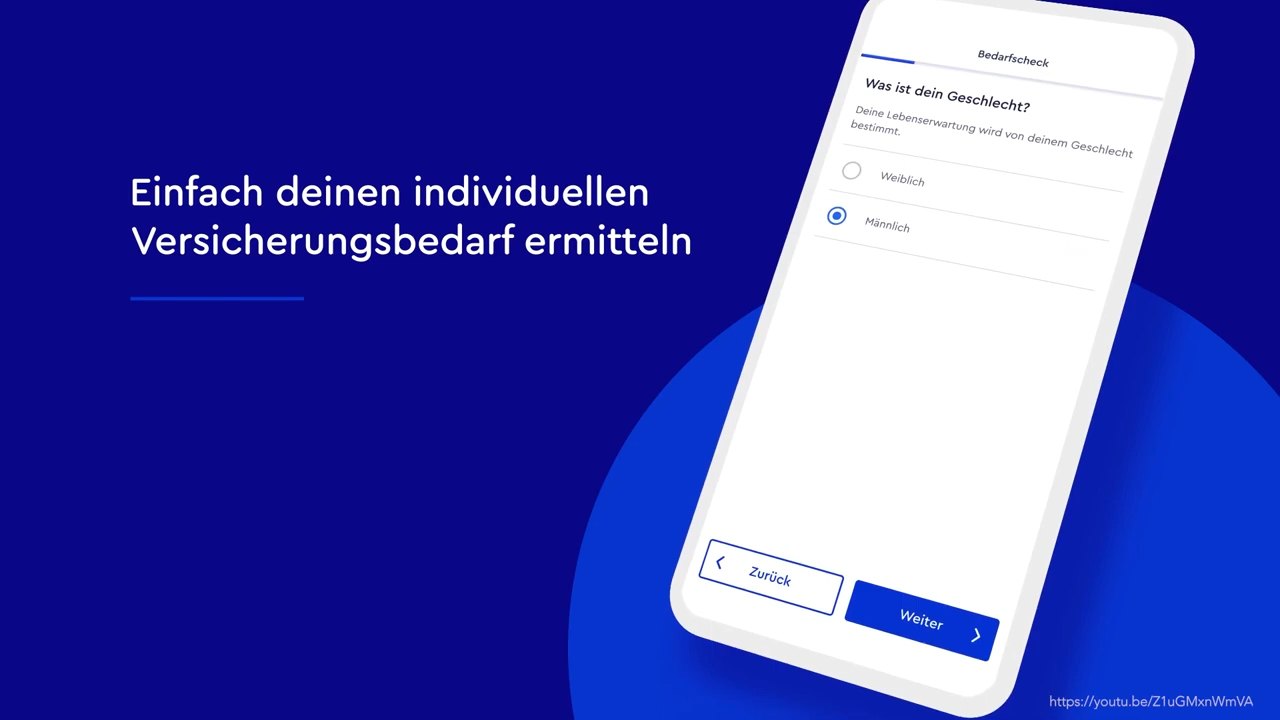 Einfach deinen individuellen
Versicherungsbedarf ermitteln
Bedarfscheck
Was ist dein Geschlecht?
Deine Lebenserwartung wird von deinem Geschlecht
bestimmt.
Weiblich
Männlich
Zurück
Weiter
https://youtu.be/Z1uGMxnWmVA